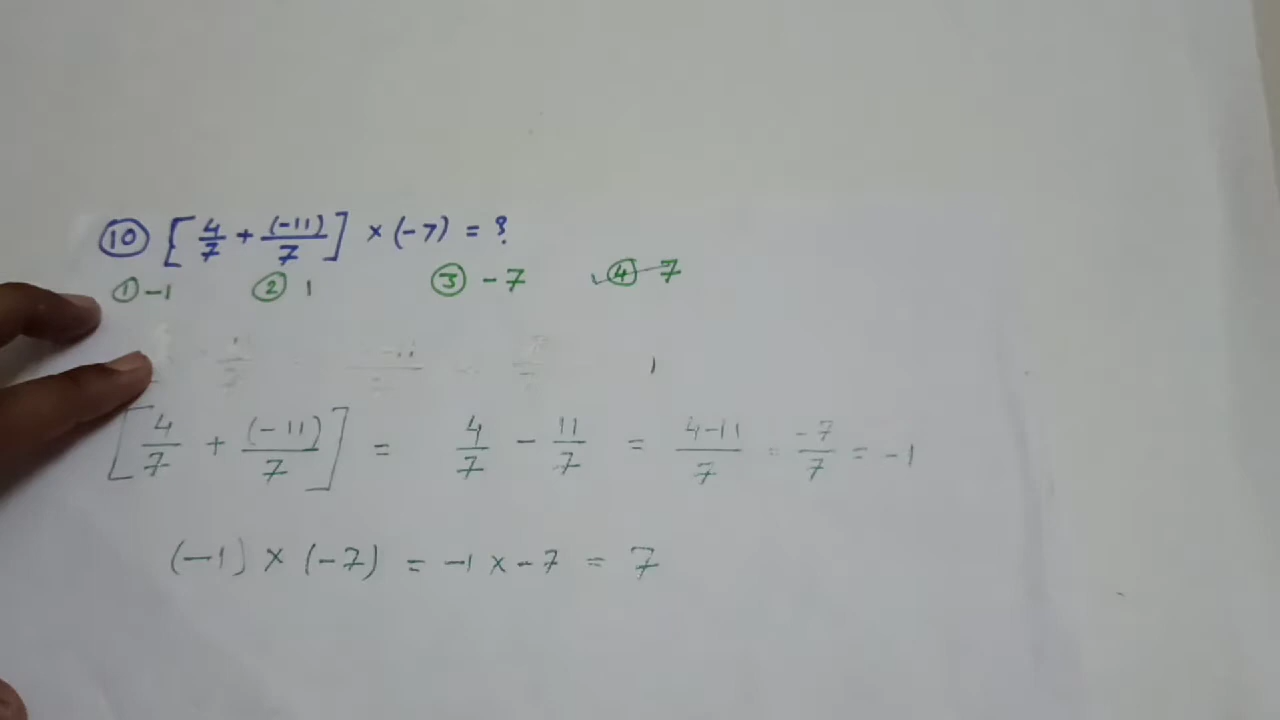 ⑩ [4/7 + (-11)/7] × (-7) = ?
① -1 ② 1 ③ -7 ✓④ 7
[4/7 + (-11)/7] = 4/7 - 11/7 = 4-11/7 = -7/7 = -1
(-1) × (-7) = -1 × -7 = 7